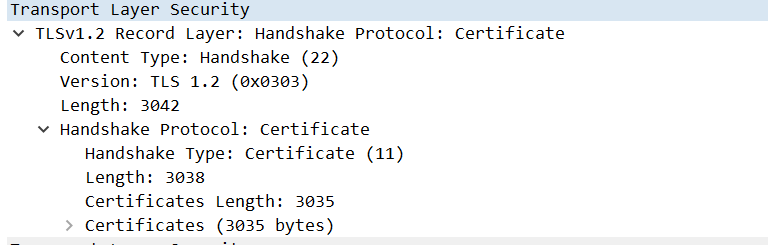 Transport Layer Security
TLSv1.2 Record Layer: Handshake Protocol: Certificate
Content Type: Handshake (22)
Version: TLS 1.2 (0x0303)
Length: 3042
Handshake Protocol: Certificate
Handshake Type: Certificate (11)
Length: 3038
Certificates Length: 3035
Certificates (3035 bytes)